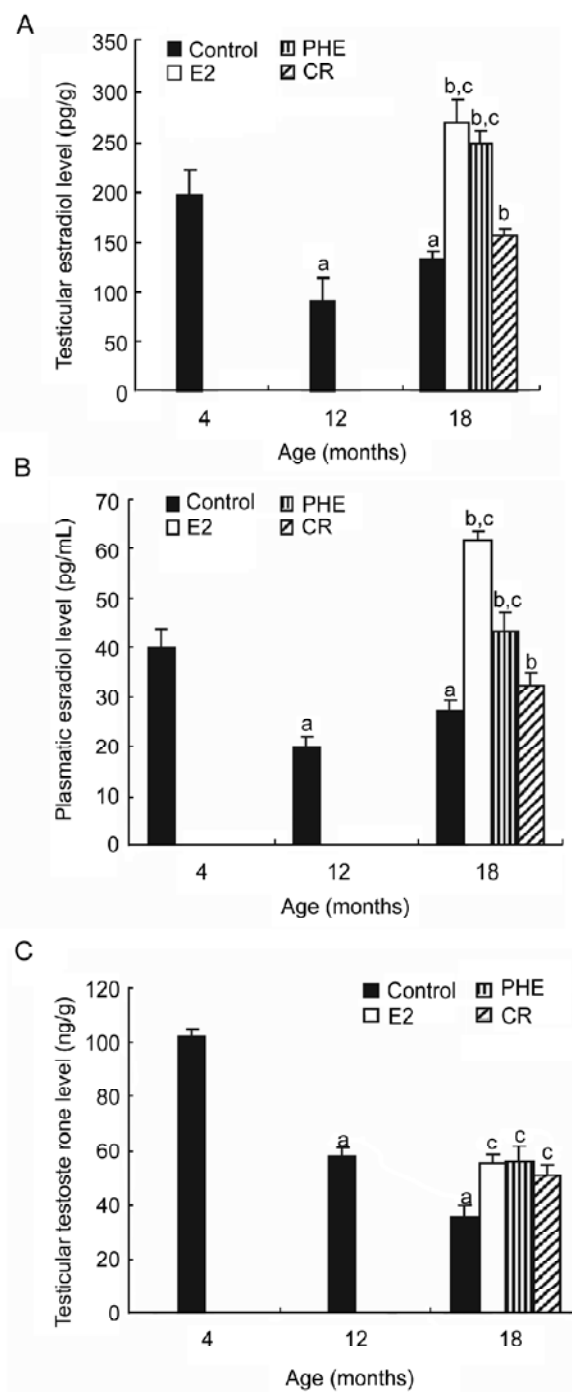 A
Control
PHE
E2
CR
Testicular estradiol level (pg/g)
350
300
250
200
150
100
50
0
a
a
b,c
b,c
b
4
12
18
Age (months)
B
Control
PHE
E2
CR
Plasmatic esradiol level (pg/mL)
70
60
50
40
30
20
10
0
a
a
b,c
b,c
b
4
12
18
Age (months)
C
Control
PHE
E2
CR
Testicular testoste rone level (ng/g)
120
100
80
60
40
20
0
a
a
c
c
c
4
12
18
Age (months)